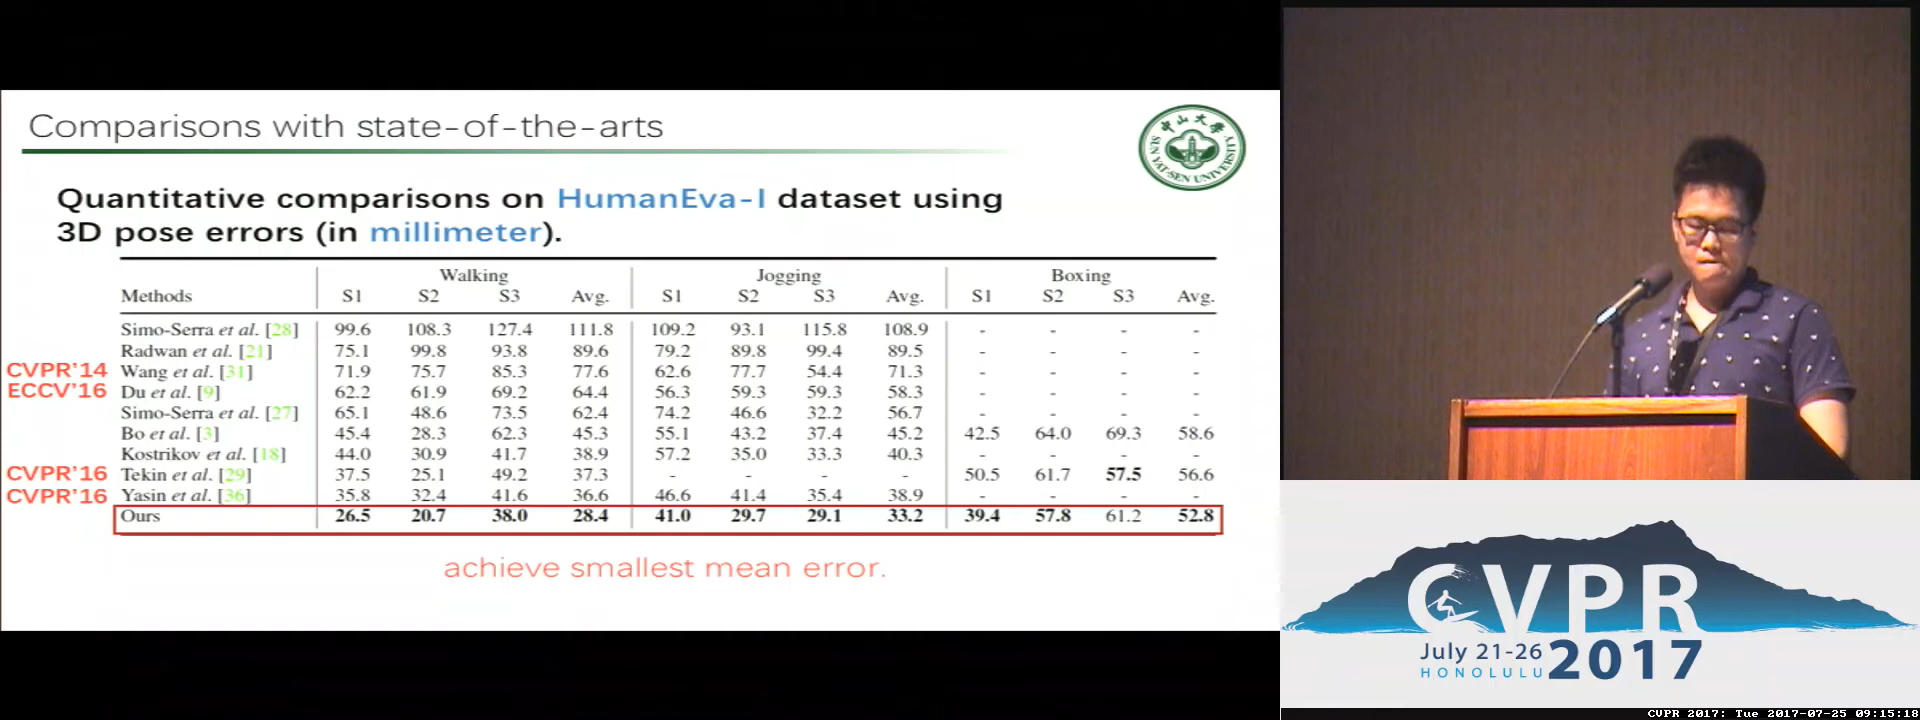 Comparisons with state-of-the-arts
中山大学
SUN YAT-SEN UNIVERSITY
Quantitative comparisons on HumanEva-I dataset using
3D pose errors (in millimeter).
Walking Jogging Boxing
Methods S1 S2 S3 Avg. S1 S2 S3 Avg. S1 S2 S3 Avg.
Simo-Serra et al. [28] 99.6 108.3 127.4 111.8 109.2 93.1 115.8 108.9 - - - -
Radwan et al. [21] 75.1 99.8 93.8 89.6 79.2 89.8 99.4 89.5 - - - -
CVPR'14 Wang et al. [31] 71.9 75.7 85.3 77.6 62.6 77.7 54.4 71.3 - - - -
ECCV'16 Du et al. [9] 62.2 61.9 69.2 64.4 56.3 59.3 59.3 58.3 - - - -
Simo-Serra et al. [27] 65.1 48.6 73.5 62.4 74.2 46.6 32.2 56.7 - - - -
Bo et al. [3] 45.4 28.3 62.3 45.3 55.1 43.2 37.4 45.2 42.5 64.0 69.3 58.6
Kostrikov et al. [18] 44.0 30.9 41.7 38.9 57.2 35.0 33.3 40.3 - - - -
CVPR'16 Tekin et al. [29] 37.5 25.1 49.2 37.3 - - - - 50.5 61.7 57.5 56.6
CVPR'16 Yasin et al. [36] 35.8 32.4 41.6 36.6 46.6 41.4 35.4 38.9 - - - -
Ours 26.5 20.7 38.0 28.4 41.0 29.7 29.1 33.2 39.4 57.8 61.2 52.8
achieve smallest mean error.
CVPR
July 21-26 2017
HONOLULU
CVPR 2017: Tue 2017-07-25 09:15:18